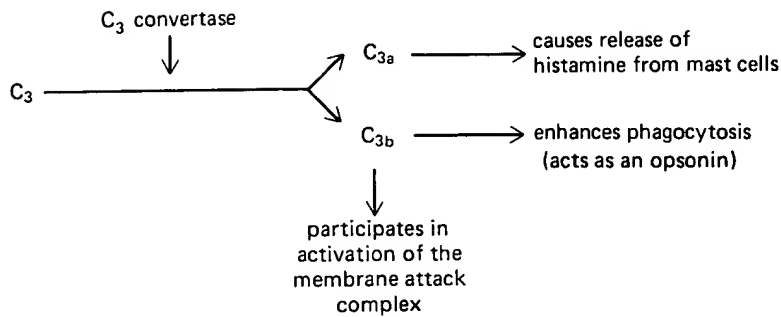 C₃ convertase
C₃
C₃ₐ
causes release of
histamine from mast cells
C₃b
enhances phagocytosis
(acts as an opsonin)
participates in
activation of the
membrane attack
complex